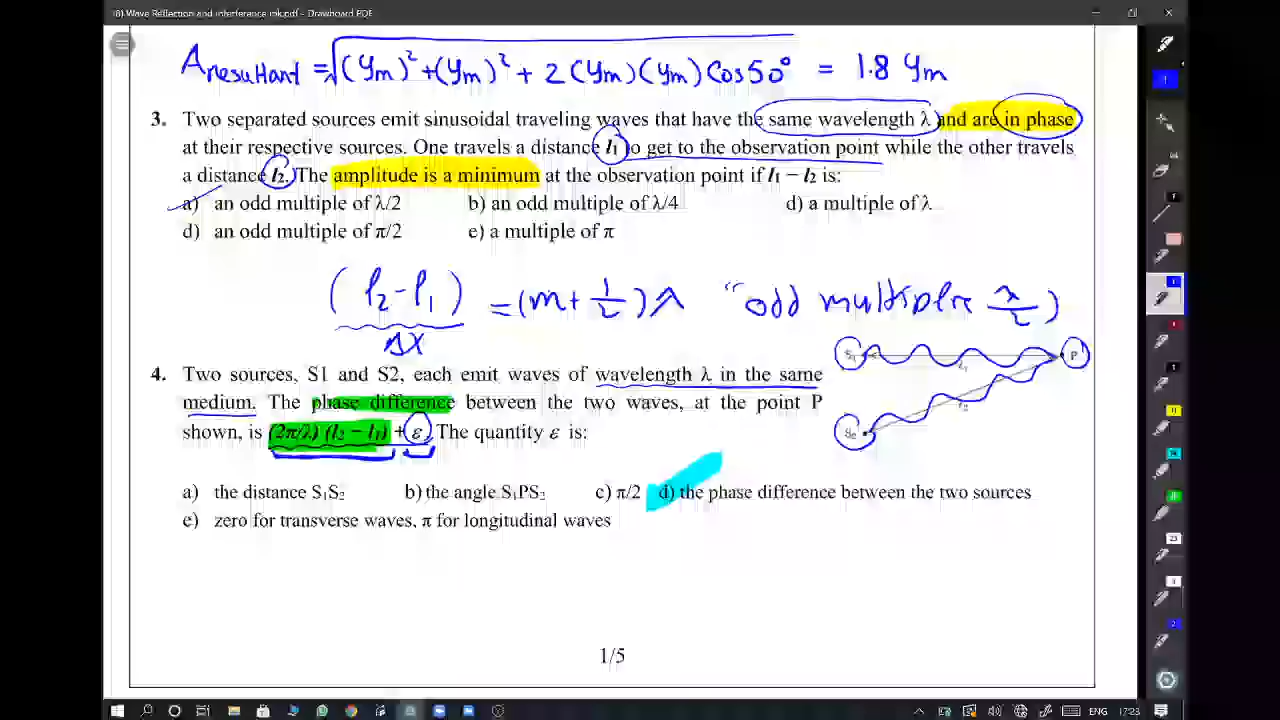 (8) Wave Reflection and interference ink.pdf - Drawboard PDF
A resultant = √(ym)² + (ym)² + 2 (ym)(ym) Cos 50° = 1.8 ym
3. Two separated sources emit sinusoidal traveling waves that have the same wavelength λ and are in phase
at their respective sources. One travels a distance l₁ to get to the observation point while the other travels
a distance l₂. The amplitude is a minimum at the observation point if l₁ − l₂ is:
a) an odd multiple of λ/2 b) an odd multiple of λ/4 d) a multiple of λ
d) an odd multiple of π/2 e) a multiple of π
(l₂ - l₁) = (m + 1/2) λ "odd multiple λ/2)
Δx
S₁ P
L₁
4. Two sources, S1 and S2, each emit waves of wavelength λ in the same
medium. The phase difference between the two waves, at the point P
shown, is (2π/λ) (l₂ − l₁) + ε. The quantity ε is:
S₂
a) the distance S₁S₂ b) the angle S₁PS₂ c) π/2 d) the phase difference between the two sources
e) zero for transverse waves, π for longitudinal waves
1/5
ENG 17:23